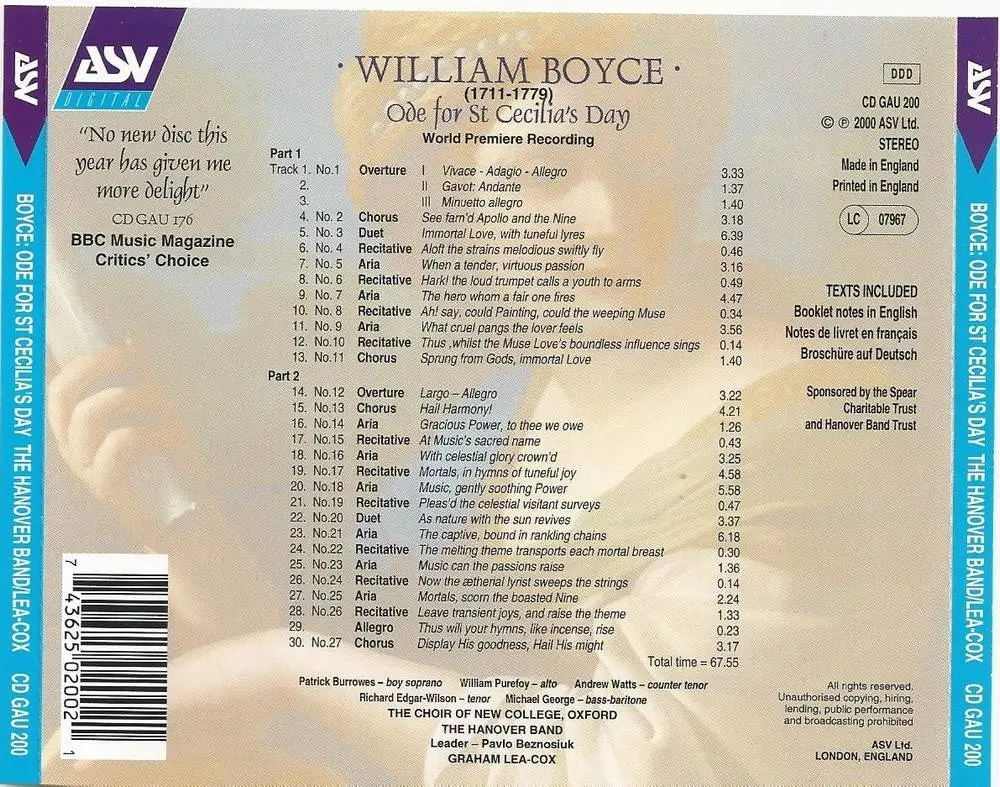 ASV
BOYCE: ODE FOR ST CECILIA'S DAY THE HANOVER BAND/LEA-COX CD GAU 200
ASV
DIGITAL
"No new disc this
year has given me
more delight"
CD GAU 176
BBC Music Magazine
Critics' Choice
· WILLIAM BOYCE ·
(1711-1779)
Ode for St Cecilia's Day
World Premiere Recording
Part 1
Track 1. No.1 Overture I Vivace - Adagio - Allegro 3.33
2. II Gavot: Andante 1.37
3. III Minuetto allegro 1.40
4. No. 2 Chorus See fam'd Apollo and the Nine 3.18
5. No. 3 Duet Immortal Love, with tuneful lyres 6.39
6. No. 4 Recitative Aloft the strains melodious swiftly fly 0.46
7. No. 5 Aria When a tender, virtuous passion 3.16
8. No. 6 Recitative Hark! the loud trumpet calls a youth to arms 0.49
9. No. 7 Aria The hero whom a fair one fires 4.47
10. No. 8 Recitative Ah! say, could Painting, could the weeping Muse 0.34
11. No. 9 Aria What cruel pangs the lover feels 3.56
12. No.10 Recitative Thus ,whilst the Muse Love's boundless influence sings 0.14
13. No.11 Chorus Sprung from Gods, immortal Love 1.40
Part 2
14. No.12 Overture Largo – Allegro 3.22
15. No.13 Chorus Hail Harmony! 4.21
16. No.14 Aria Gracious Power, to thee we owe 1.26
17. No.15 Recitative At Music's sacred name 0.43
18. No.16 Aria With celestial glory crown'd 3.25
19. No.17 Recitative Mortals, in hymns of tuneful joy 4.58
20. No.18 Aria Music, gently soothing Power 5.58
21. No.19 Recitative Pleas'd the celestial visitant surveys 0.47
22. No.20 Duet As nature with the sun revives 3.37
23. No.21 Aria The captive, bound in rankling chains 6.18
24. No.22 Recitative The melting theme transports each mortal breast 0.30
25. No.23 Aria Music can the passions raise 1.36
26. No.24 Recitative Now the ætherial lyrist sweeps the strings 0.14
27. No.25 Aria Mortals, scorn the boasted Nine 2.24
28. No.26 Recitative Leave transient joys, and raise the theme 1.33
29. Allegro Thus will your hymns, like incense, rise 0.23
30. No.27 Chorus Display His goodness, Hail His might 3.17
Total time = 67.55
Patrick Burrowes – boy soprano William Purefoy – alto Andrew Watts – counter tenor
Richard Edgar-Wilson – tenor Michael George – bass-baritone
THE CHOIR OF NEW COLLEGE, OXFORD
THE HANOVER BAND
Leader – Pavlo Beznosiuk
GRAHAM LEA-COX
DDD
CD GAU 200
© ℗ 2000 ASV Ltd.
STEREO
Made in England
Printed in England
LC 07967
TEXTS INCLUDED
Booklet notes in English
Notes de livret en français
Broschüre auf Deutsch
Sponsored by the Spear
Charitable Trust
and Hanover Band Trust
All rights reserved.
Unauthorised copying, hiring,
lending, public performance
and broadcasting prohibited
ASV Ltd.
LONDON, ENGLAND
7 43625 02002 1
ASV
BOYCE: ODE FOR ST CECILIA'S DAY THE HANOVER BAND/LEA-COX CD GAU 200